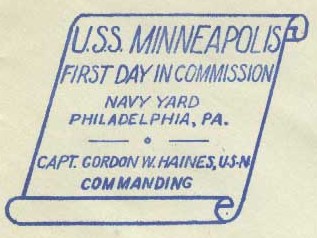 U.S.S. MINNEAPOLIS
FIRST DAY IN COMMISSION
NAVY YARD
PHILADELPHIA, PA.
CAPT. GORDON W. HAINES, U.S.N.
COMMANDING